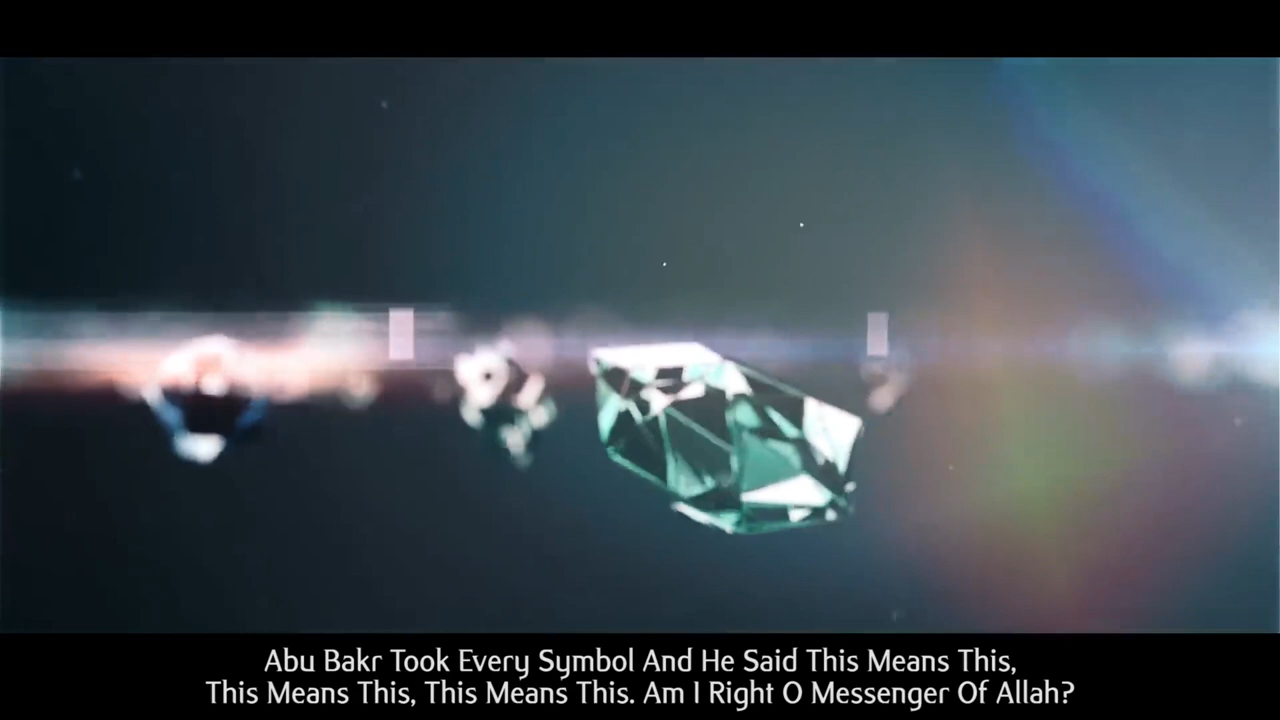 Abu Bakr Took Every Symbol And He Said This Means This,
This Means This, This Means This. Am I Right O Messenger Of Allah?